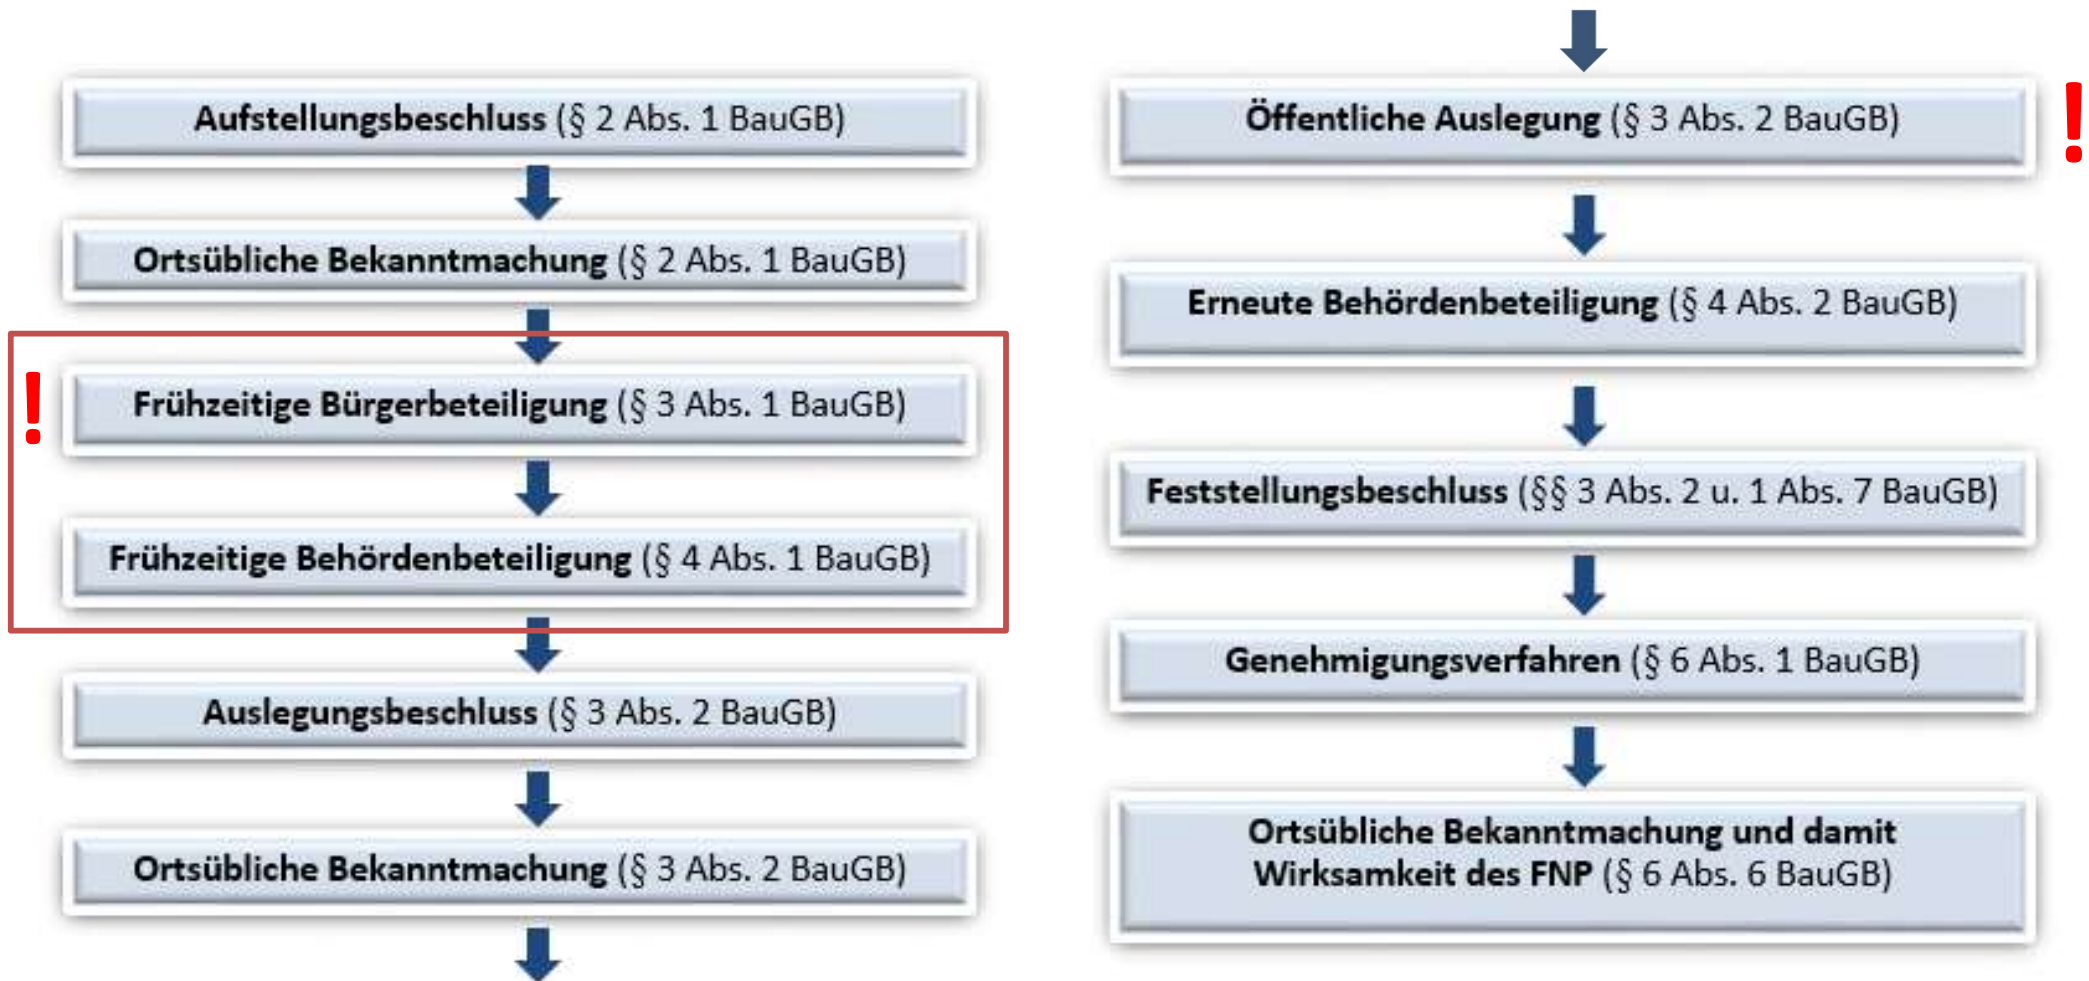 Aufstellungsbeschluss (§ 2 Abs. 1 BauGB)
Ortsübliche Bekanntmachung (§ 2 Abs. 1 BauGB)
!
Frühzeitige Bürgerbeteiligung (§ 3 Abs. 1 BauGB)
Frühzeitige Behördenbeteiligung (§ 4 Abs. 1 BauGB)
Auslegungsbeschluss (§ 3 Abs. 2 BauGB)
Ortsübliche Bekanntmachung (§ 3 Abs. 2 BauGB)
Öffentliche Auslegung (§ 3 Abs. 2 BauGB)
!
Erneute Behördenbeteiligung (§ 4 Abs. 2 BauGB)
Feststellungsbeschluss (§§ 3 Abs. 2 u. 1 Abs. 7 BauGB)
Genehmigungsverfahren (§ 6 Abs. 1 BauGB)
Ortsübliche Bekanntmachung und damit
Wirksamkeit des FNP (§ 6 Abs. 6 BauGB)